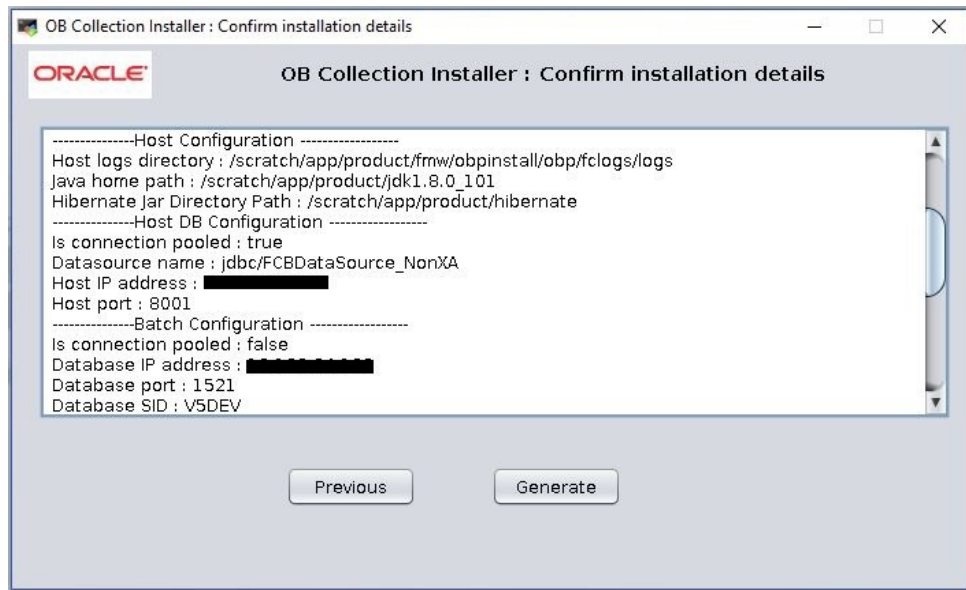 OB Collection Installer : Confirm installation details
ORACLE
OB Collection Installer : Confirm installation details
---------------Host Configuration ------------------
Host logs directory : /scratch/app/product/fmw/obpinstall/obp/fclogs/logs
Java home path : /scratch/app/product/jdk1.8.0_101
Hibernate Jar Directory Path : /scratch/app/product/hibernate
---------------Host DB Configuration ------------------
Is connection pooled : true
Datasource name : jdbc/FCBDataSource_NonXA
Host IP address :
Host port : 8001
---------------Batch Configuration ------------------
Is connection pooled : false
Database IP address :
Database port : 1521
Database SID : V5DEV
Previous
Generate